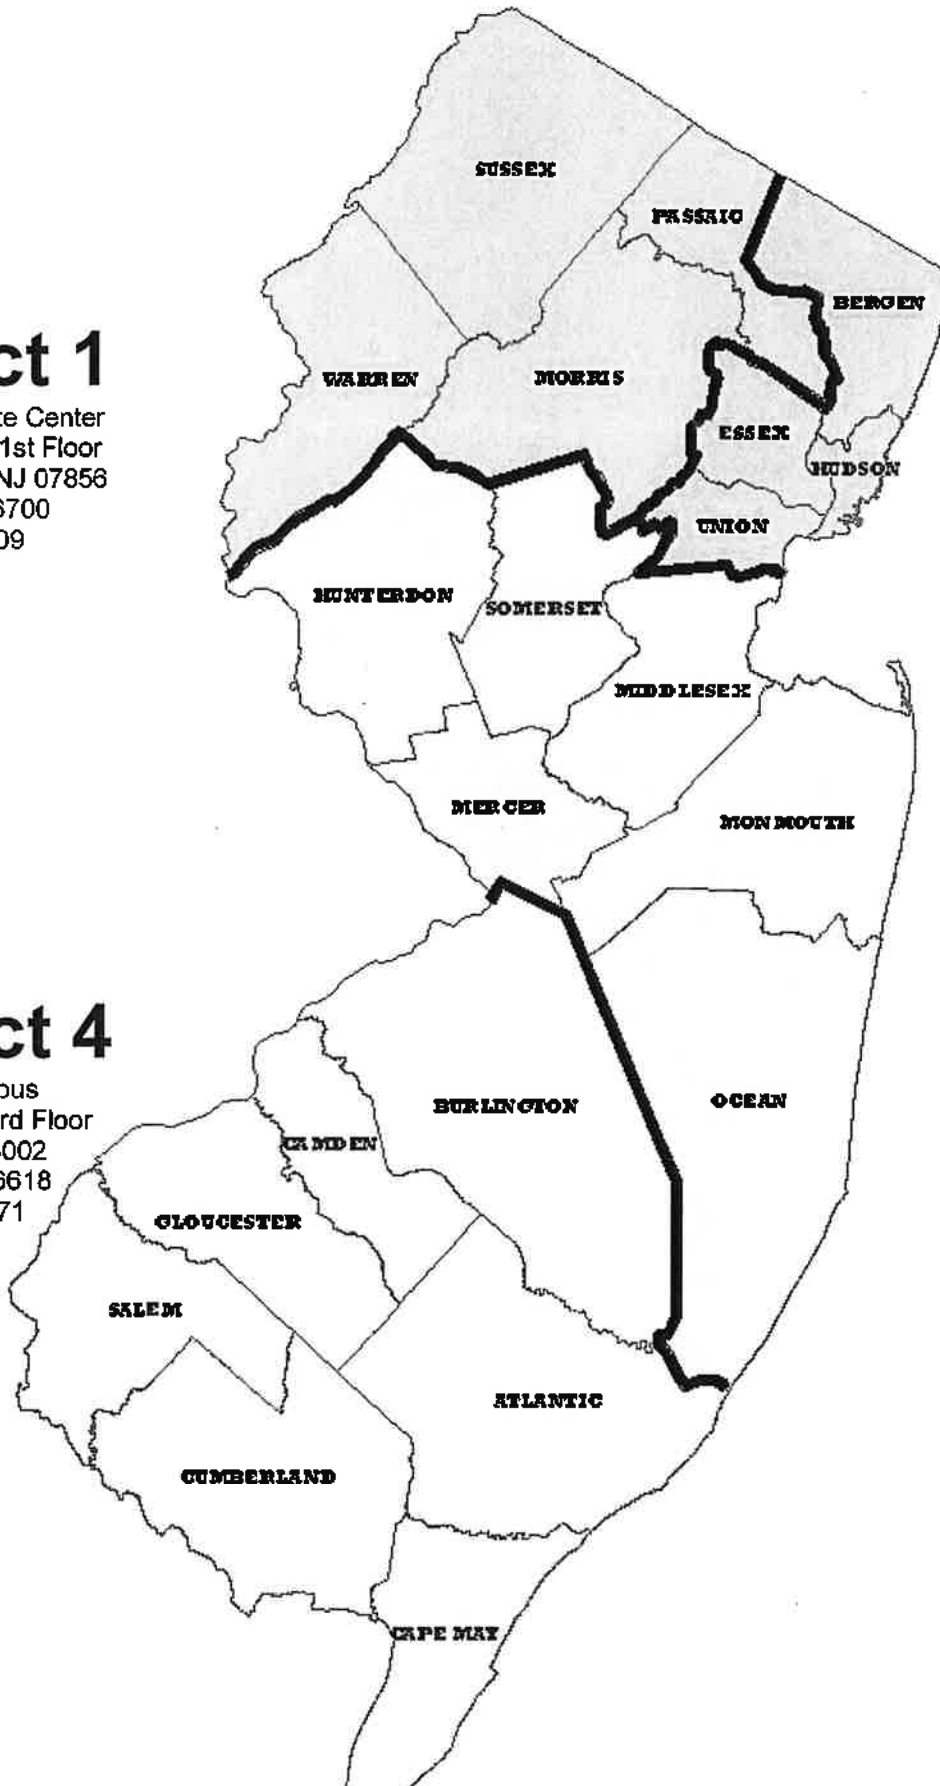 SUSSEX
PASSAIC
BERGEN
ct 1
WARREN
MORRIS
te Center
1st Floor
ESSEX
HUDSON
NJ 07856
6700
UNION
09
HUNTERDON
SOMERSET
MIDDLESEX
MERCER
MONMOUTH
ct 4
ous
rd Floor
BURLINGTON
OCEAN
CAMDEN
002
6618
71
GLOUCESTER
SALEM
ATLANTIC
CUMBERLAND
CAPE MAY